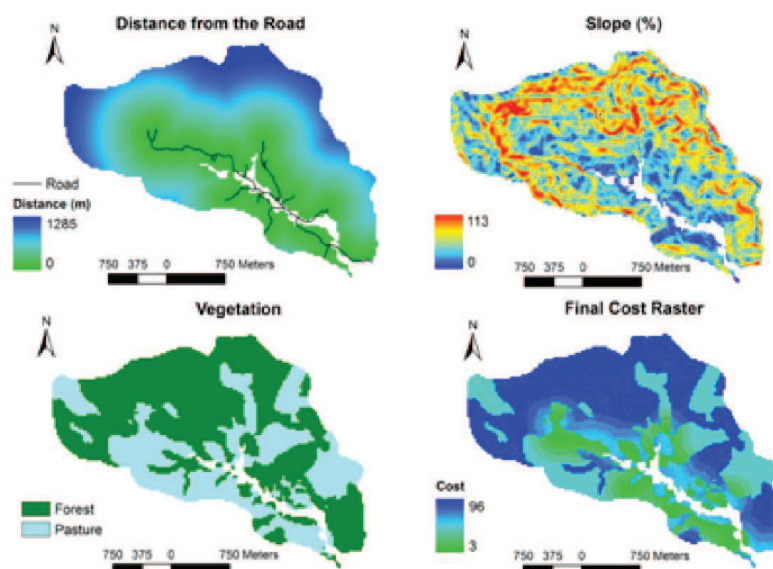 Distance from the Road
N
Road
Distance (m)
1285
0
750 375 0 750 Meters
Slope (%)
N
113
0
750 375 0 750 Meters
Vegetation
N
Forest
Pasture
750 375 0 750 Meters
Final Cost Raster
N
Cost
96
3
750 375 0 750 Meters